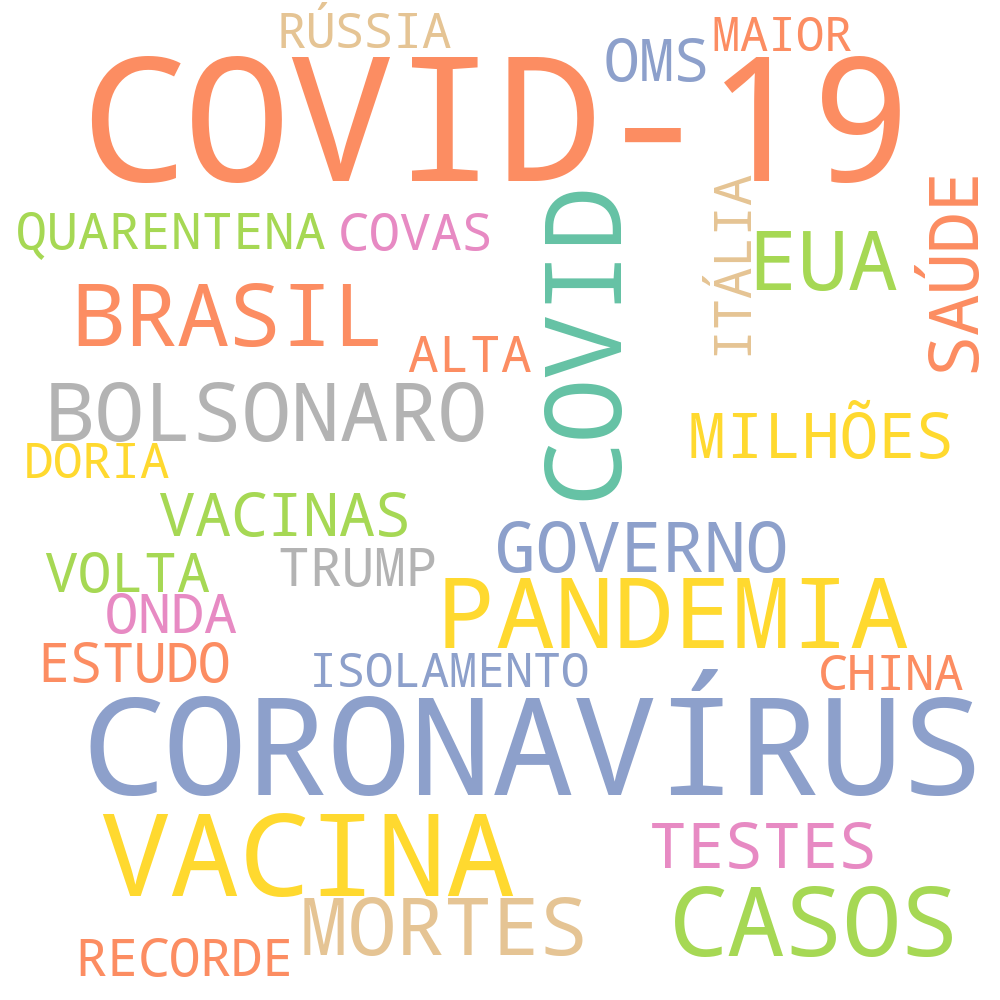 RÚSSIA
MAIOR
OMS
COVID-19
QUARENTENA
COVAS
COVID
ITÁLIA
EUA
SAÚDE
BRASIL
ALTA
BOLSONARO
MILHÕES
DORIA
VACINAS
GOVERNO
VOLTA
TRUMP
PANDEMIA
ONDA
ESTUDO
ISOLAMENTO
CHINA
CORONAVÍRUS
VACINA
TESTES
MORTES
CASOS
RECORDE